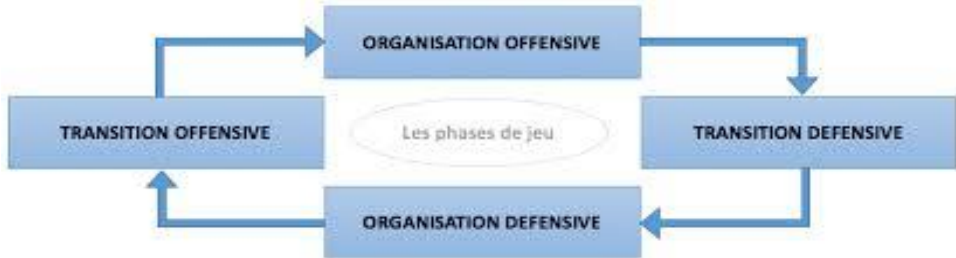 ORGANISATION OFFENSIVE
TRANSITION OFFENSIVE
Les phases de jeu
TRANSITION DEFENSIVE
ORGANISATION DEFENSIVE